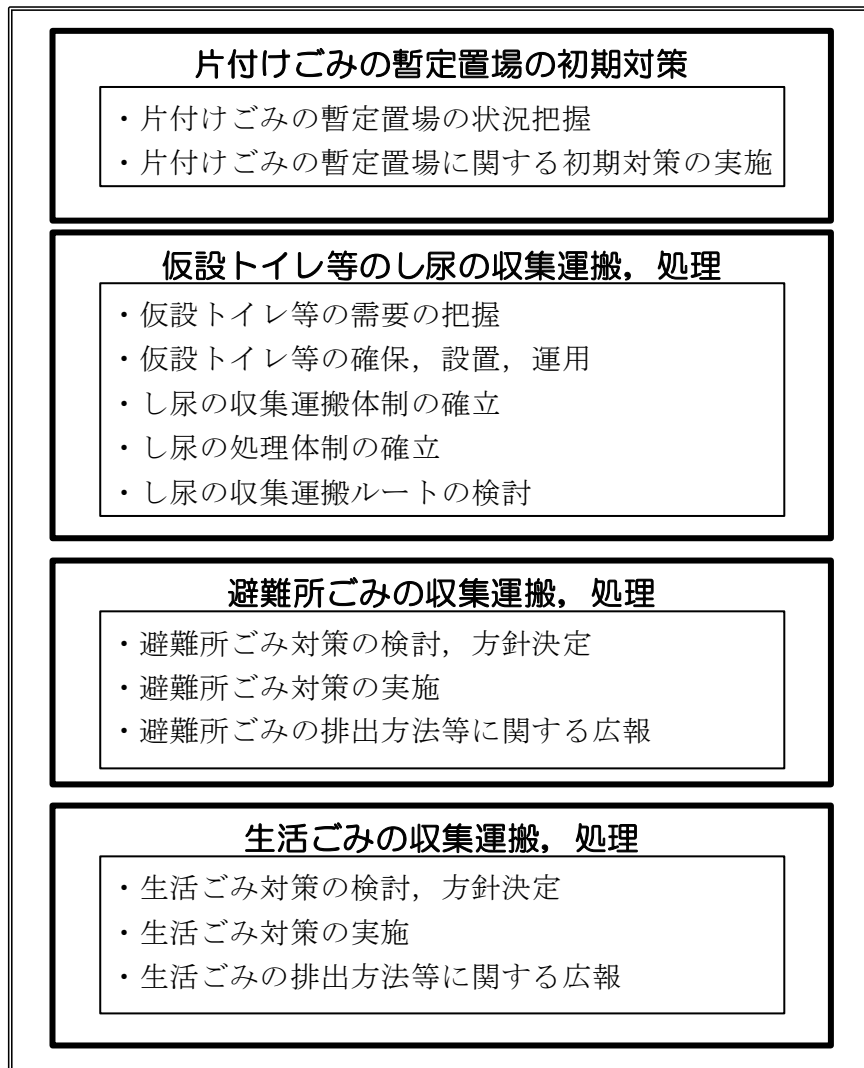 片付けごみの暫定置場の初期対策
・片付けごみの暫定置場の状況把握
・片付けごみの暫定置場に関する初期対策の実施
仮設トイレ等のし尿の収集運搬，処理
・仮設トイレ等の需要の把握
・仮設トイレ等の確保，設置，運用
・し尿の収集運搬体制の確立
・し尿の処理体制の確立
・し尿の収集運搬ルートの検討
避難所ごみの収集運搬，処理
・避難所ごみ対策の検討，方針決定
・避難所ごみ対策の実施
・避難所ごみの排出方法等に関する広報
生活ごみの収集運搬，処理
・生活ごみ対策の検討，方針決定
・生活ごみ対策の実施
・生活ごみの排出方法等に関する広報